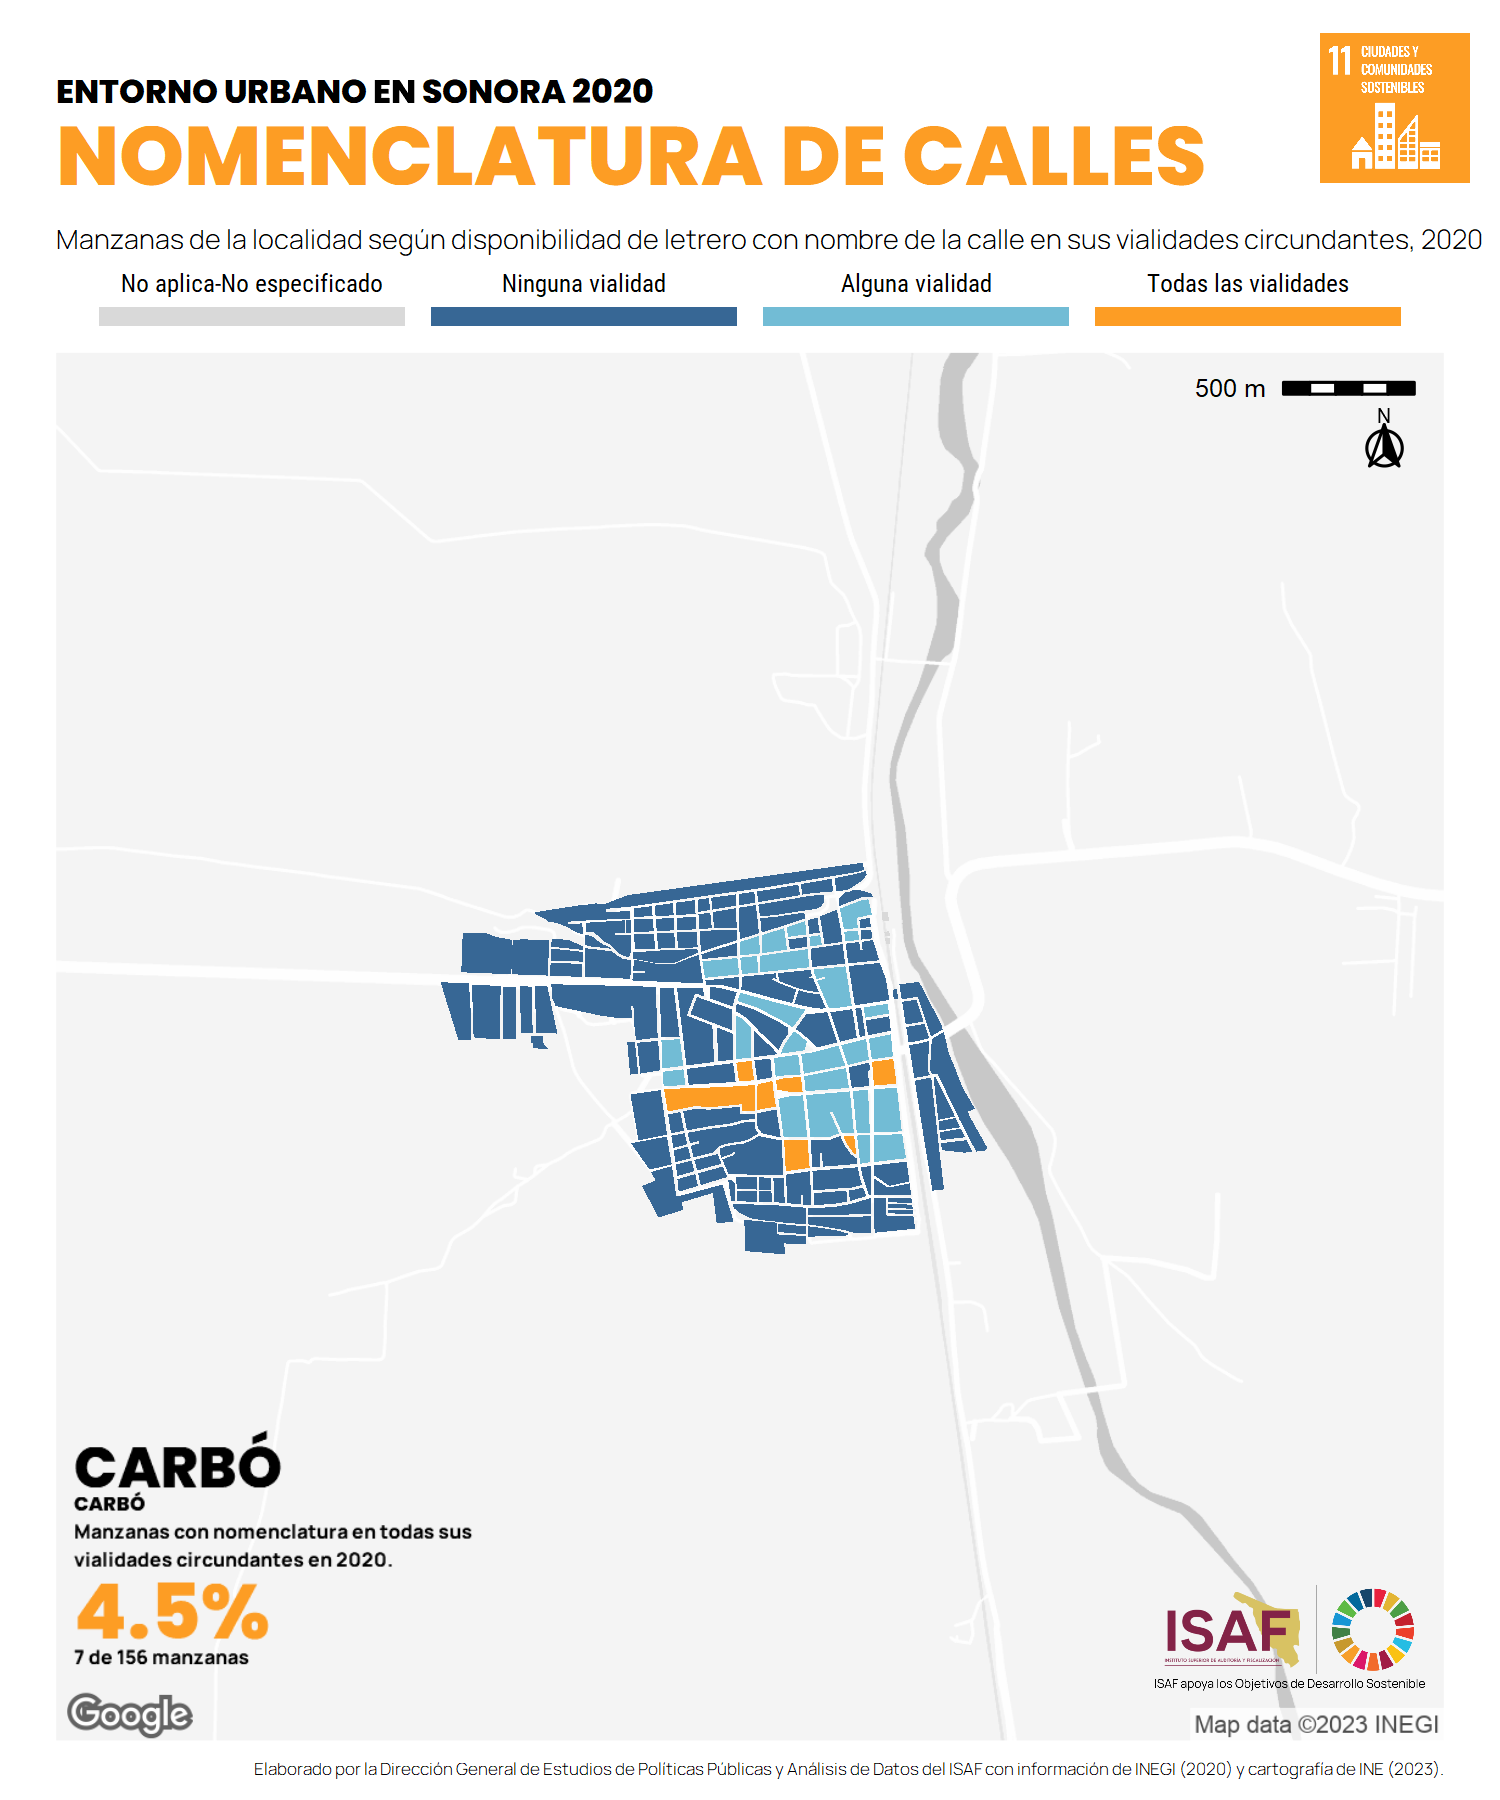 11 CIUDADES Y
COMUNIDADES
SOSTENIBLES
ENTORNO URBANO EN SONORA 2020
NOMENCLATURA DE CALLES
Manzanas de la localidad según disponibilidad de letrero con nombre de la calle en sus vialidades circundantes, 2020
No aplica-No especificado
Ninguna vialidad
Alguna vialidad
Todas las vialidades
500 m
N
CARBÓ
CARBÓ
Manzanas con nomenclatura en todas sus
vialidades circundantes en 2020.
4.5%
7 de 156 manzanas
Google
ISAF
INSTITUTO SUPERIOR DE AUDITORÍA Y FISCALIZACIÓN
ISAF apoya los Objetivos de Desarrollo Sostenible
Map data ©2023 INEGI
Elaborado por la Dirección General de Estudios de Políticas Públicas y Análisis de Datos del ISAF con información de INEGI (2020) y cartografía de INE (2023).